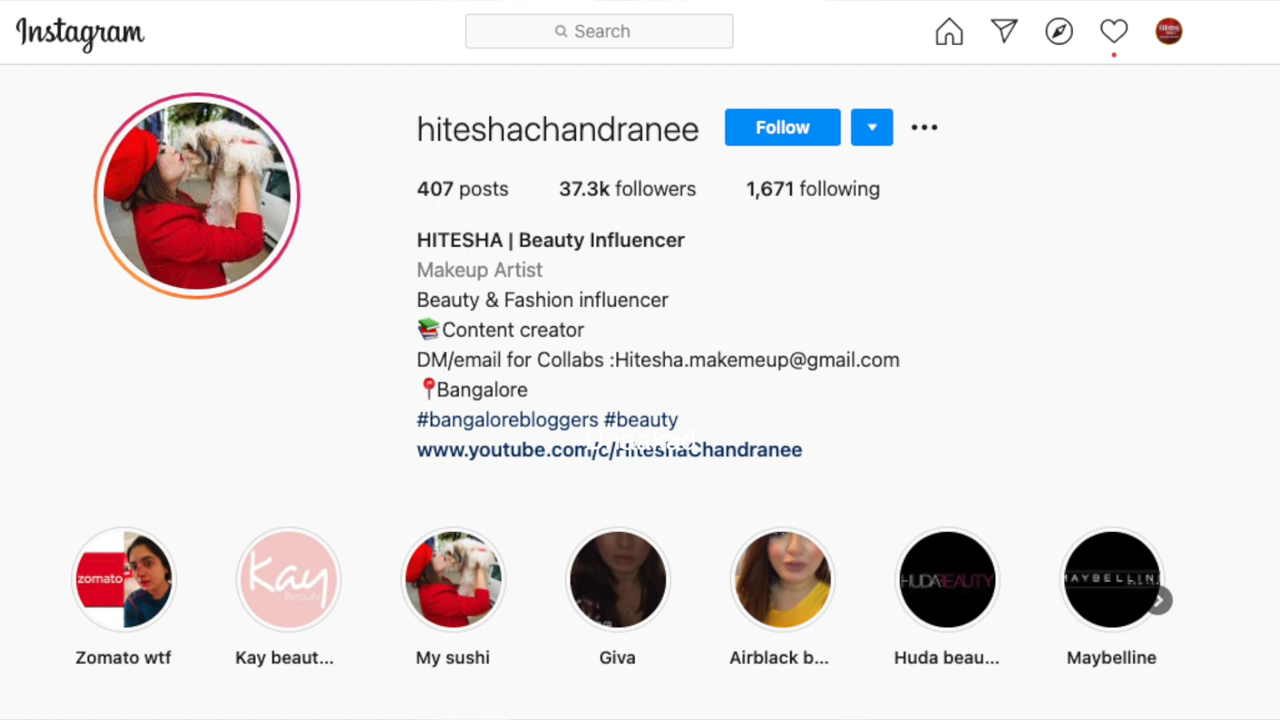 Instagram
Search
hiteshachandranee Follow
407 posts 37.3k followers 1,671 following
HITESHA | Beauty Influencer
Makeup Artist
Beauty & Fashion influencer
📚Content creator
DM/email for Collabs :Hitesha.makemeup@gmail.com
📍Bangalore
#bangalorebloggers #beauty
www.youtube.com/c/HiteshaChandranee
zomato Kay Beauty HUDABEAUTY MAYBELLIN
Zomato wtf Kay beaut... My sushi Giva Airblack b... Huda beau... Maybelline